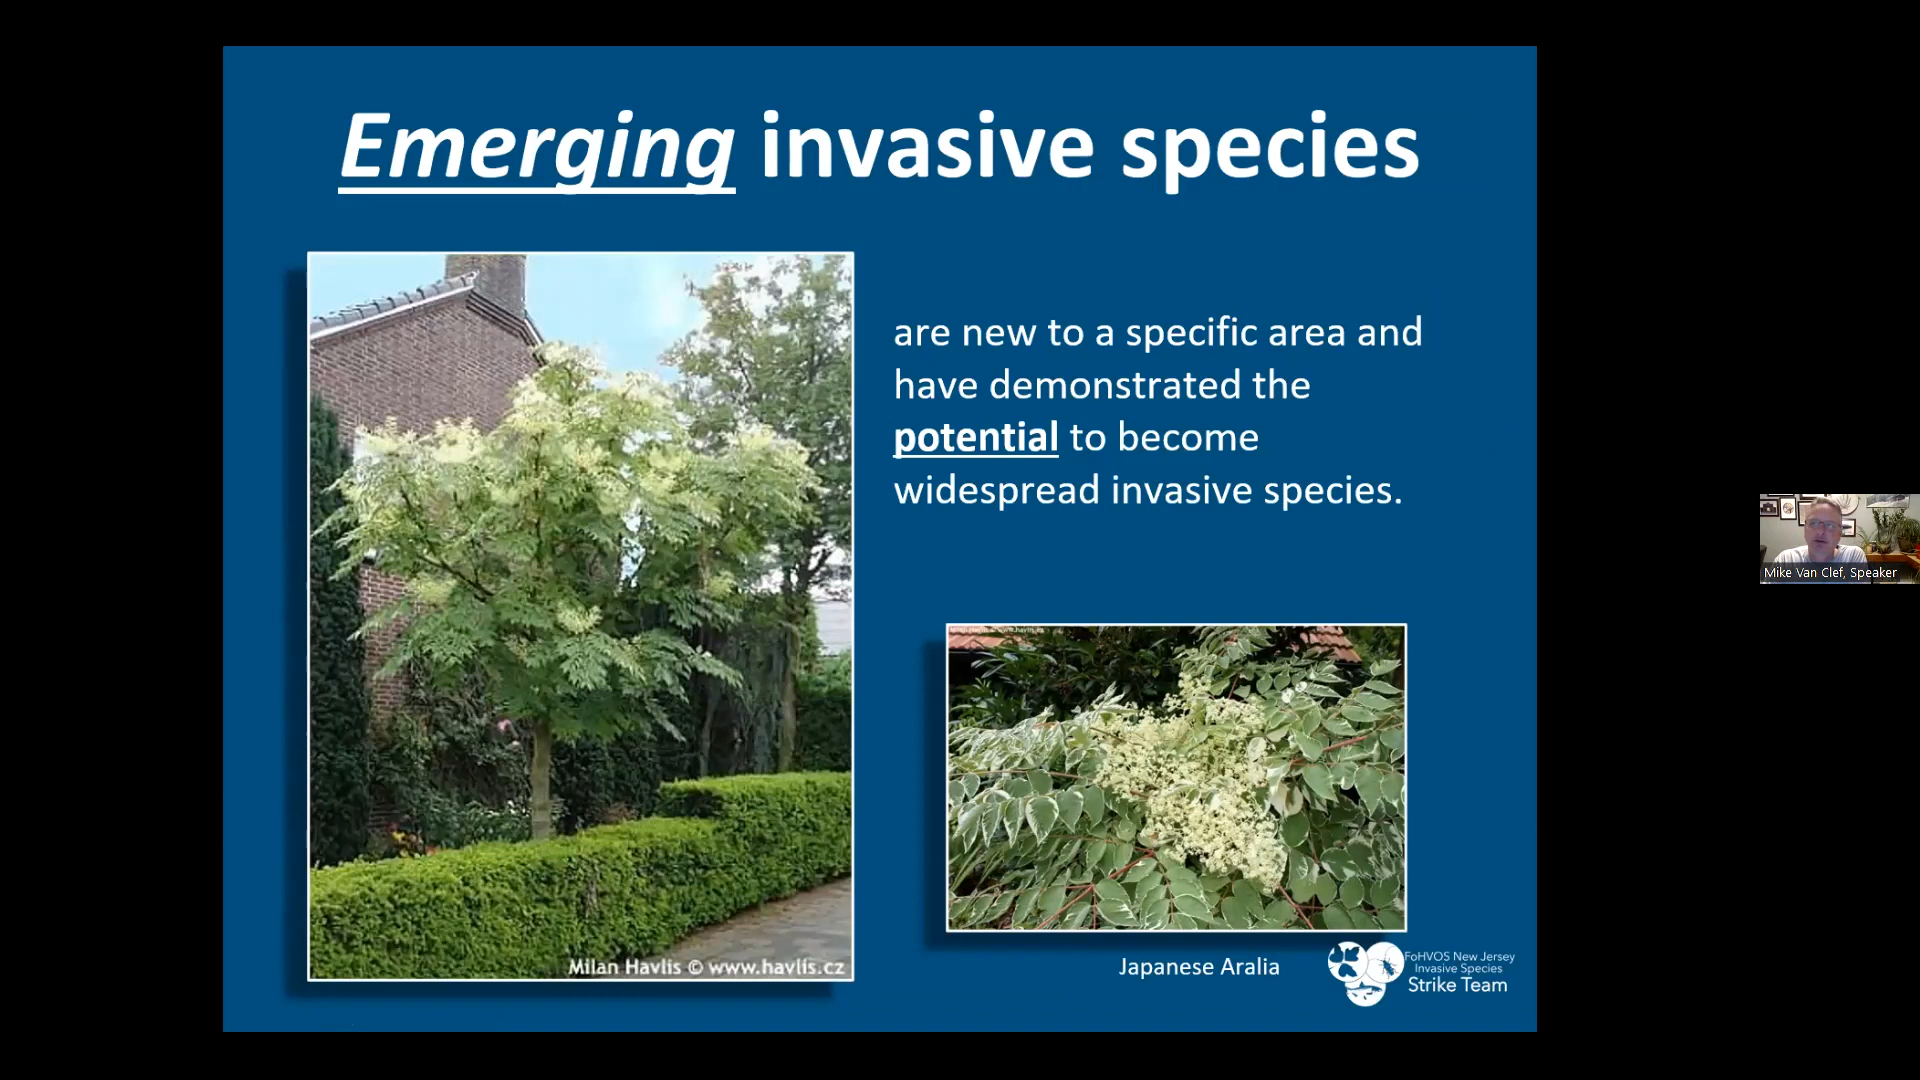 Emerging invasive species
are new to a specific area and
have demonstrated the
potential to become
widespread invasive species.
Milan Havlis © www.havlis.cz
Japanese Aralia
FoHVOS New Jersey
Invasive Species
Strike Team
Mike Van Clef, Speaker